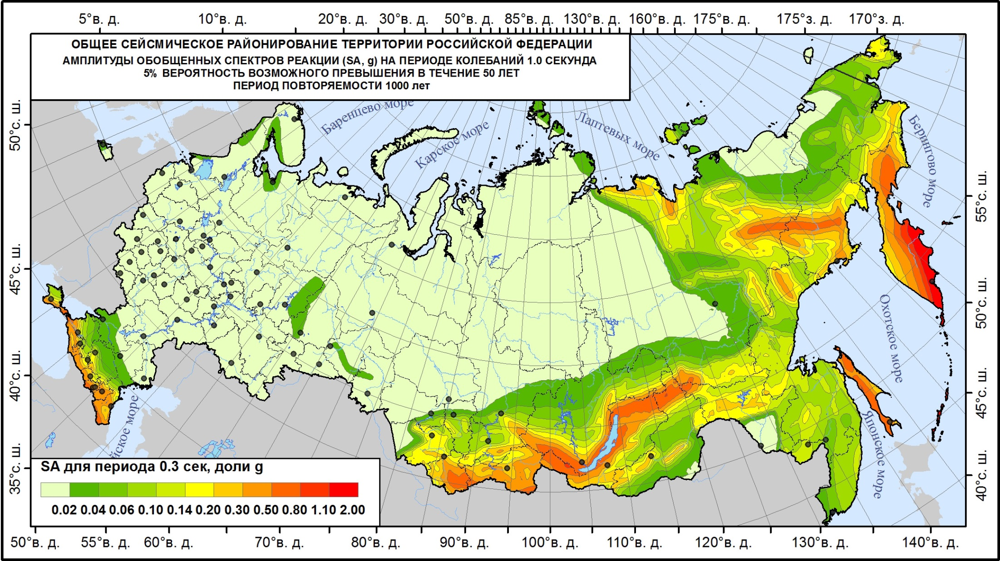 5°в. д. 10°в. д. 20°в. д. 30°в. д. 50°в. д. 85°в. д. 130°в. д. 160°в. д. 175°в. д. 175°з. д. 170°з. д.
ОБЩЕЕ СЕЙСМИЧЕСКОЕ РАЙОНИРОВАНИЕ ТЕРРИТОРИИ РОССИЙСКОЙ ФЕДЕРАЦИИ
АМПЛИТУДЫ ОБОБЩЕННЫХ СПЕКТРОВ РЕАКЦИИ (SA, g) НА ПЕРИОДЕ КОЛЕБАНИЙ 1.0 СЕКУНДА
5% ВЕРОЯТНОСТЬ ВОЗМОЖНОГО ПРЕВЫШЕНИЯ В ТЕЧЕНИЕ 50 ЛЕТ
ПЕРИОД ПОВТОРЯЕМОСТИ 1000 лет
50°с. ш.
45°с. ш.
40°с. ш.
35°с. ш.
Баренцево море
Карское море
Лаптевых море
Берингово море
Охотское море
Японское море
йское море
55°с. ш.
50°с. ш.
45°с. ш.
40°с. ш.
SA для периода 0.3 сек, доли g
0.02 0.04 0.06 0.10 0.14 0.20 0.30 0.50 0.80 1.10 2.00
50°в. д. 55°в. д. 60°в. д. 70°в. д. 80°в. д. 90°в. д. 100°в. д. 110°в. д. 120°в. д. 130°в. д. 140°в. д.